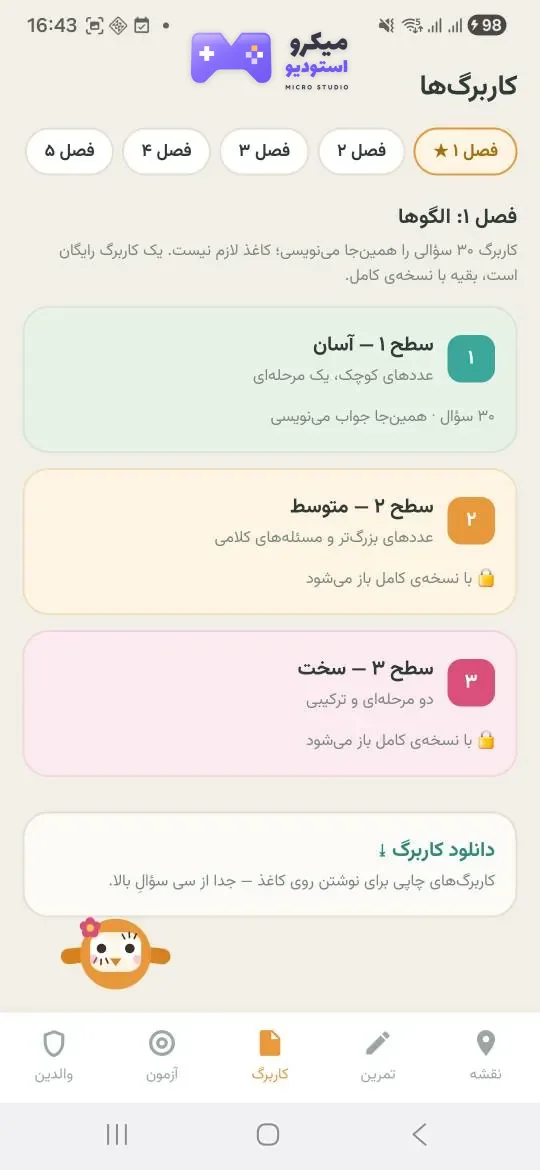 16:43
98
میکرو
استودیو
MICRO STUDIO
کاربرگ‌ها
فصل ۱ ★
فصل ۲
فصل ۳
فصل ۴
فصل ۵
فصل ۱: الگوها
کاربرگ ۳۰ سؤالی را همین‌جا می‌نویسی؛ کاغذ لازم نیست. یک کاربرگ رایگان
است، بقیه با نسخه‌ی کامل.
۱
سطح ۱ – آسان
عددهای کوچک، یک مرحله‌ای
۳۰ سؤال · همین‌جا جواب می‌نویسی
۲
سطح ۲ – متوسط
عددهای بزرگ‌تر و مسئله‌های کلامی
🔒 با نسخه‌ی کامل باز می‌شود
۳
سطح ۳ – سخت
دو مرحله‌ای و ترکیبی
🔒 با نسخه‌ی کامل باز می‌شود
دانلود کاربرگ ⤓
کاربرگ‌های چاپی برای نوشتن روی کاغذ – جدا از سی سؤالِ بالا.
نقشه
تمرین
کاربرگ
آزمون
والدین